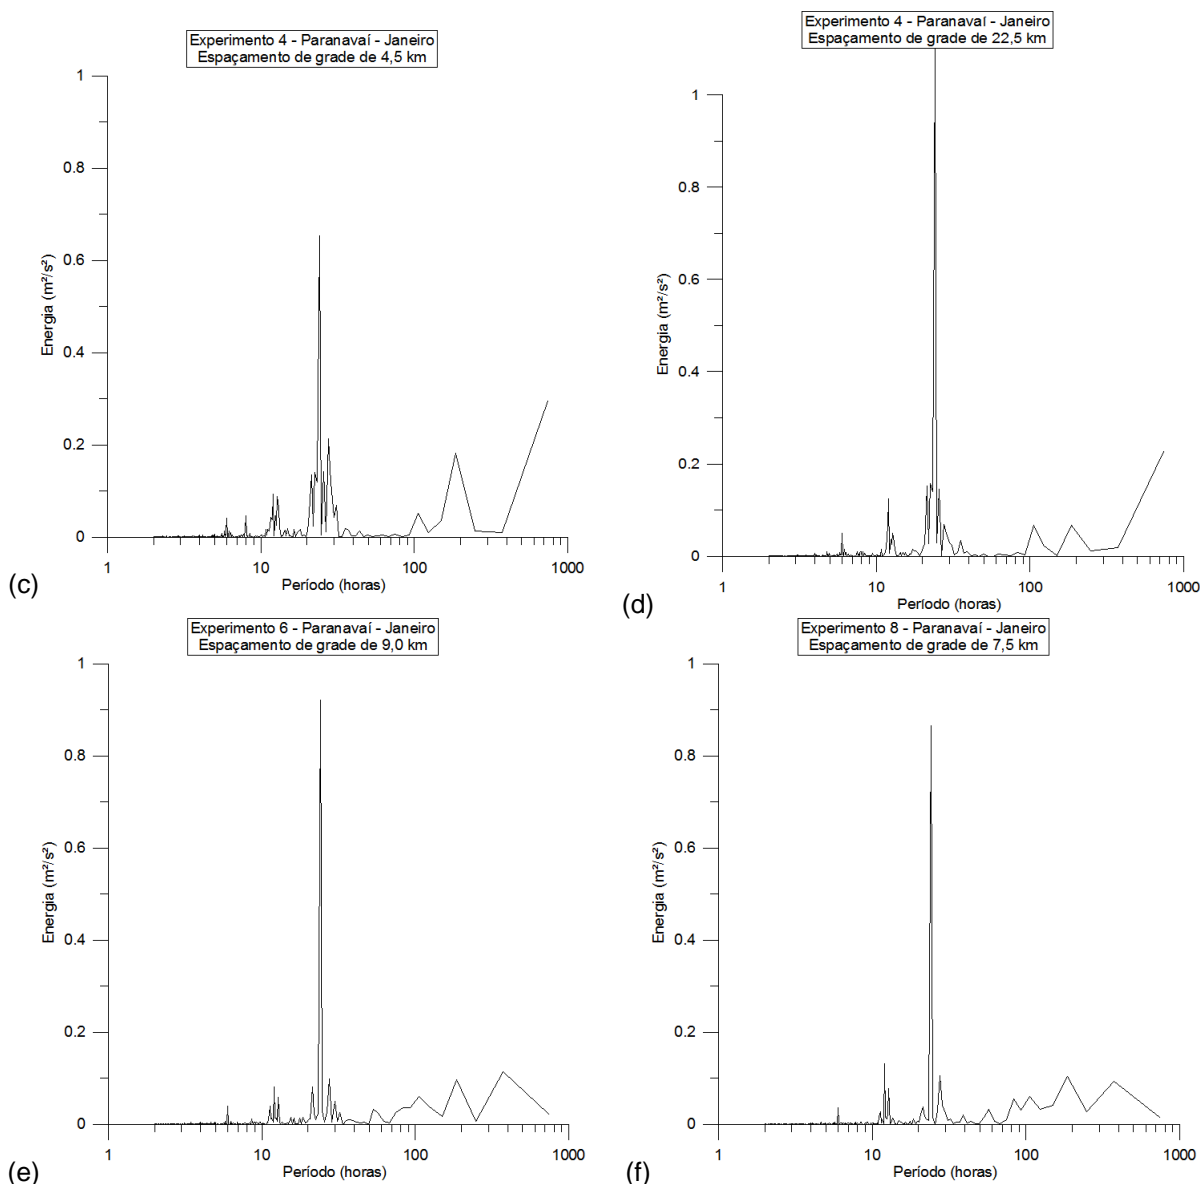 Experimento 4 - Paranavaí - Janeiro
Espaçamento de grade de 4,5 km
1
0.8
0.6
0.4
0.2
0
Energia (m²/s²)
1
10
100
1000
Período (horas)
(c)
Experimento 4 - Paranavaí - Janeiro
Espaçamento de grade de 22,5 km
1
0.8
0.6
0.4
0.2
0
Energia (m²/s²)
1
10
100
1000
Período (horas)
(d)
Experimento 6 - Paranavaí - Janeiro
Espaçamento de grade de 9,0 km
1
0.8
0.6
0.4
0.2
0
Energia (m²/s²)
1
10
100
1000
Período (horas)
(e)
Experimento 8 - Paranavaí - Janeiro
Espaçamento de grade de 7,5 km
1
0.8
0.6
0.4
0.2
0
Energia (m²/s²)
1
10
100
1000
Período (horas)
(f)